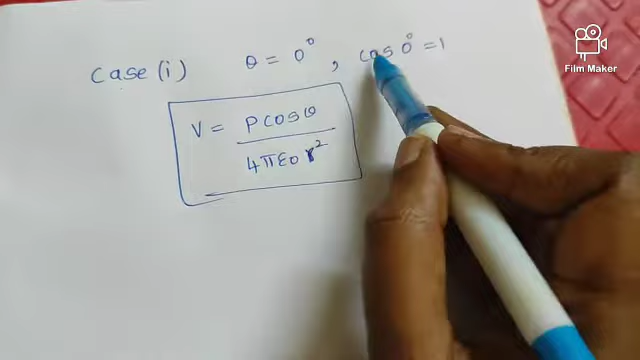 Case (i) θ = 0° , cos 0° = 1
V = P cos θ / 4πε0 r²
Film Maker